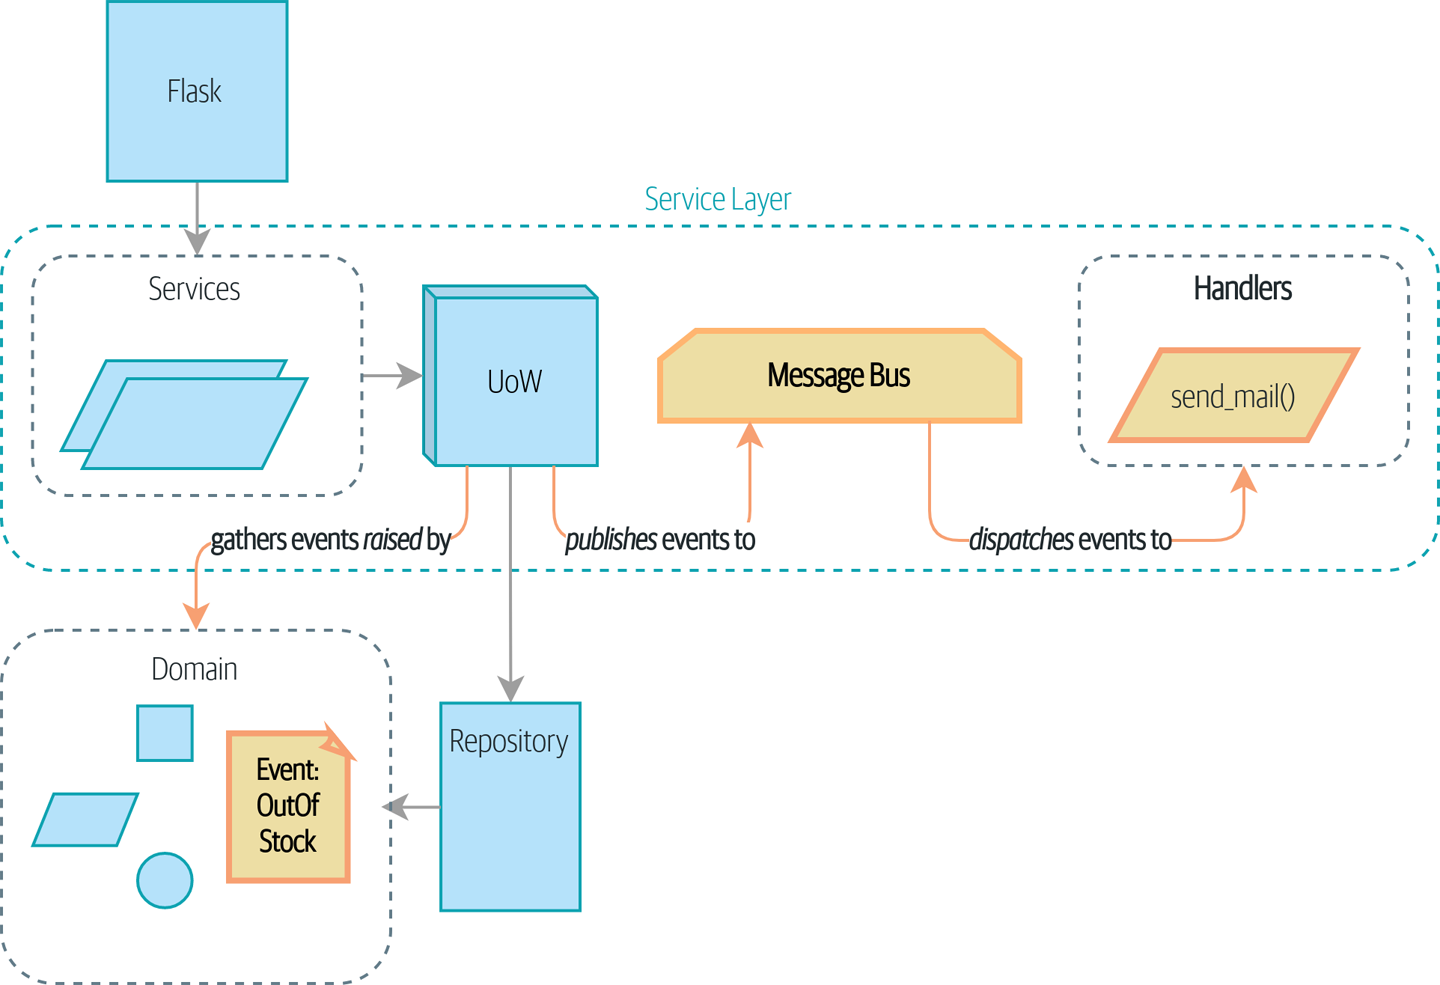 Flask
Service Layer
Services
UoW
Message Bus
Handlers
send_mail()
gathers events raised by
publishes events to
dispatches events to
Domain
Event:
OutOf
Stock
Repository